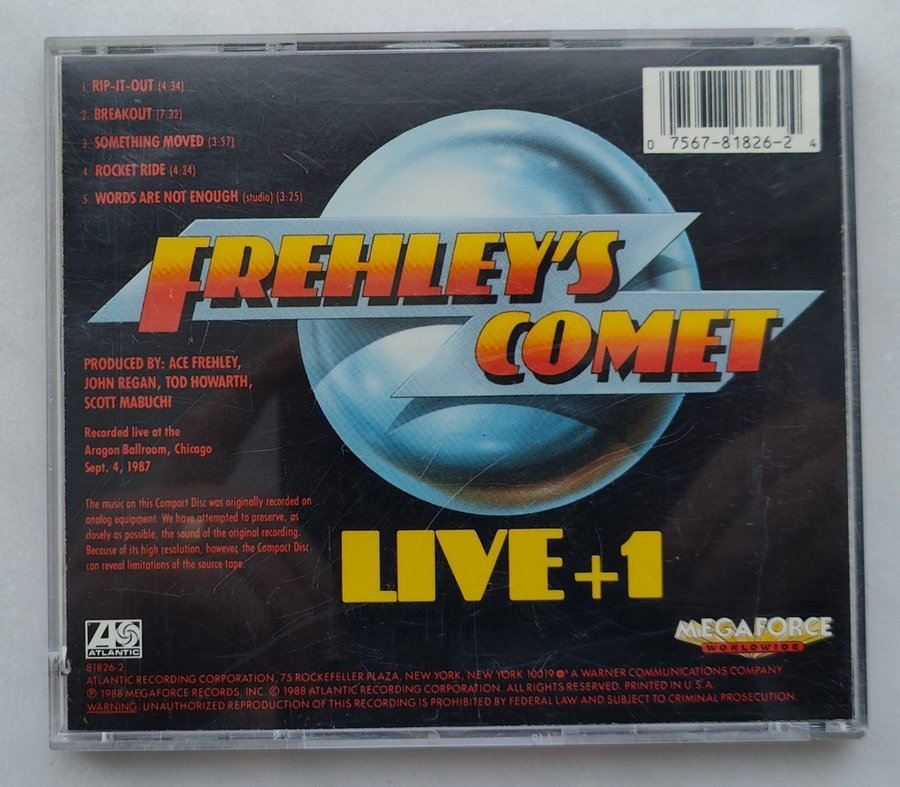 1 RIP-IT-OUT (4:34)
2 BREAKOUT (7:32)
3 SOMETHING MOVED (3:57)
4 ROCKET RIDE (4:34)
5 WORDS ARE NOT ENOUGH (studio) (3:25)
0 7567-81826-2 4
FREHLEY'S
COMET
PRODUCED BY: ACE FREHLEY,
JOHN REGAN, TOD HOWARTH,
SCOTT MABUCHI
Recorded live at the
Aragon Ballroom, Chicago
Sept. 4, 1987
The music on this Compact Disc was originally recorded on
analog equipment. We have attempted to preserve, as
closely as possible, the sound of the original recording.
Because of its high resolution, however, the Compact Disc
can reveal limitations of the source tape.
LIVE +1
ATLANTIC
MEGAFORCE
WORLDWIDE
81826-2
ATLANTIC RECORDING CORPORATION, 75 ROCKEFELLER PLAZA, NEW YORK, NEW YORK 10019 A WARNER COMMUNICATIONS COMPANY
℗ 1988 MEGAFORCE RECORDS, INC. © 1988 ATLANTIC RECORDING CORPORATION. ALL RIGHTS RESERVED. PRINTED IN U.S.A.
WARNING: UNAUTHORIZED REPRODUCTION OF THIS RECORDING IS PROHIBITED BY FEDERAL LAW AND SUBJECT TO CRIMINAL PROSECUTION.